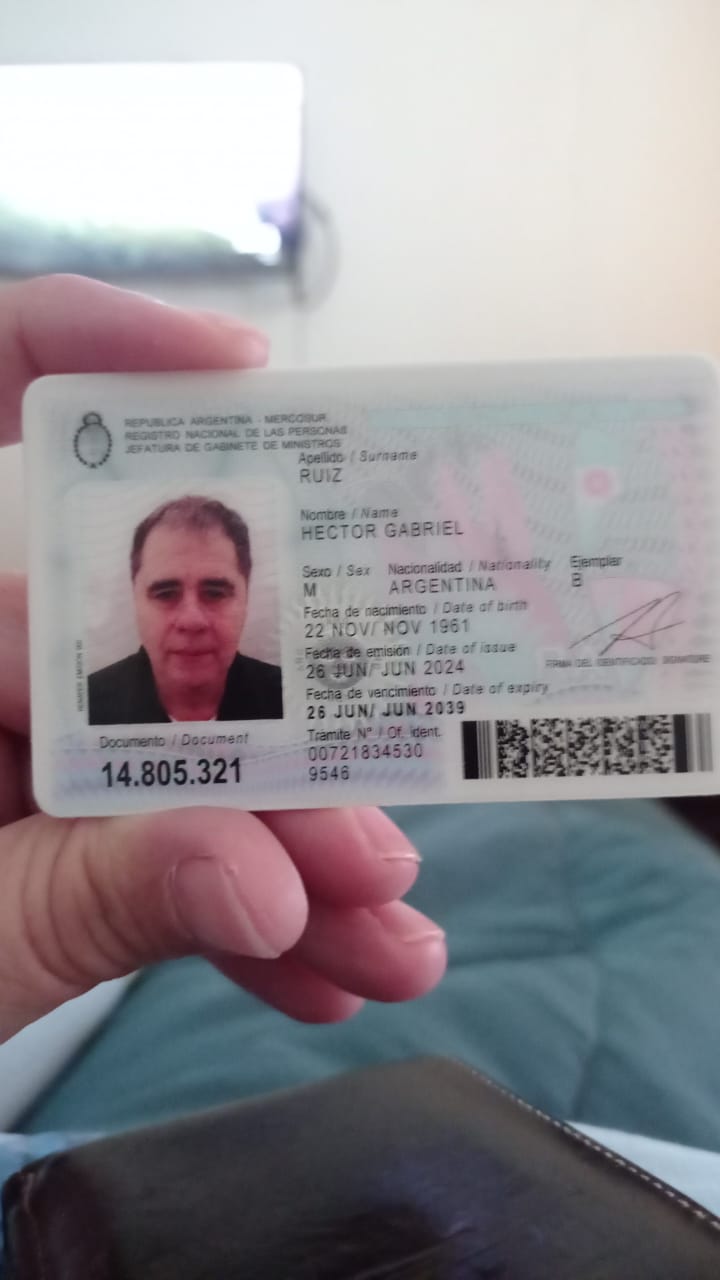 REPUBLICA ARGENTINA - MERCOSUR
REGISTRO NACIONAL DE LAS PERSONAS
JEFATURA DE GABINETE DE MINISTROS
Apellido / Surname
RUIZ
Nombre / Name
HECTOR GABRIEL
Sexo / Sex Nacionalidad / Nationality Ejemplar
M ARGENTINA B
Fecha de nacimiento / Date of birth
22 NOV/ NOV 1961
Fecha de emisión / Date of issue
26 JUN/ JUN 2024
FIRMA DEL IDENTIFICADO / SIGNATURE
Fecha de vencimiento / Date of expiry
26 JUN/ JUN 2039
Documento / Document
14.805.321
Trámite Nº / Of. ident.
00721834530
9546